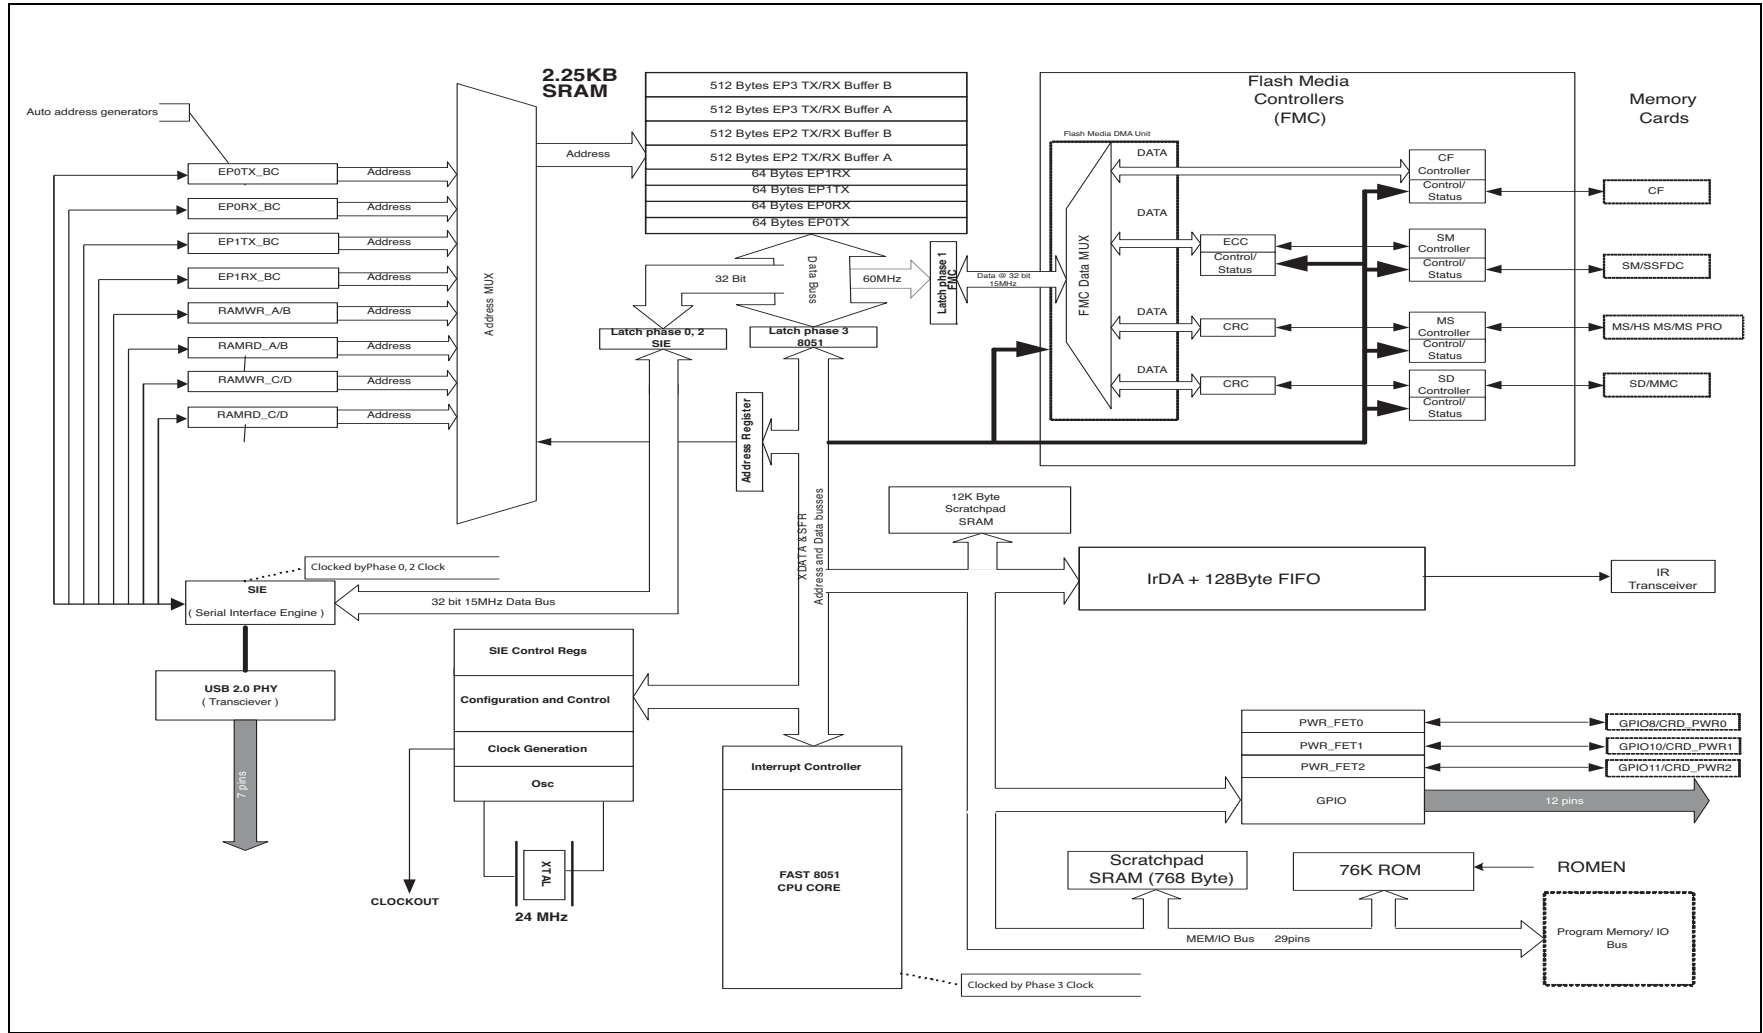 2.25KB
SRAM
Auto address generators
EP0TX_BC
EP0RX_BC
EP1TX_BC
EP1RX_BC
RAMWR_A/B
RAMRD_A/B
RAMWR_C/D
RAMRD_C/D
Address
Address
Address
Address
Address
Address
Address
Address
Address MUX
Address
512 Bytes EP3 TX/RX Buffer B
512 Bytes EP3 TX/RX Buffer A
512 Bytes EP2 TX/RX Buffer B
512 Bytes EP2 TX/RX Buffer A
64 Bytes EP1RX
64 Bytes EP1TX
64 Bytes EP0RX
64 Bytes EP0TX
32 Bit
Data Buss
60MHz
Latch phase 0, 2
SIE
Latch phase 3
8051
Latch phase 1
FMC
Data @ 32 bit
15MHz
Address Register
Flash Media
Controllers
(FMC)
Flash Media DMA Unit
FMC Data MUX
DATA
DATA
DATA
DATA
ECC
Control/
Status
CRC
CRC
CF
Controller
Control/
Status
SM
Controller
Control/
Status
MS
Controller
Control/
Status
SD
Controller
Control/
Status
Memory
Cards
CF
SM/SSFDC
MS/HS MS/MS PRO
SD/MMC
XDATA & SFR
Address and Data busses
12K Byte
Scratchpad
SRAM
IrDA + 128Byte FIFO
IR
Transceiver
Clocked byPhase 0, 2 Clock
SIE
( Serial Interface Engine )
32 bit 15MHz Data Bus
USB 2.0 PHY
( Transciever )
7 pins
SIE Control Regs
Configuration and Control
Clock Generation
Osc
XTAL
24 MHz
CLOCKOUT
Interrupt Controller
FAST 8051
CPU CORE
Clocked by Phase 3 Clock
PWR_FET0
PWR_FET1
PWR_FET2
GPIO
GPIO8/CRD_PWR0
GPIO10/CRD_PWR1
GPIO11/CRD_PWR2
12 pins
Scratchpad
SRAM (768 Byte)
76K ROM
ROMEN
MEM/IO Bus 29pins
Program Memory/ IO
Bus